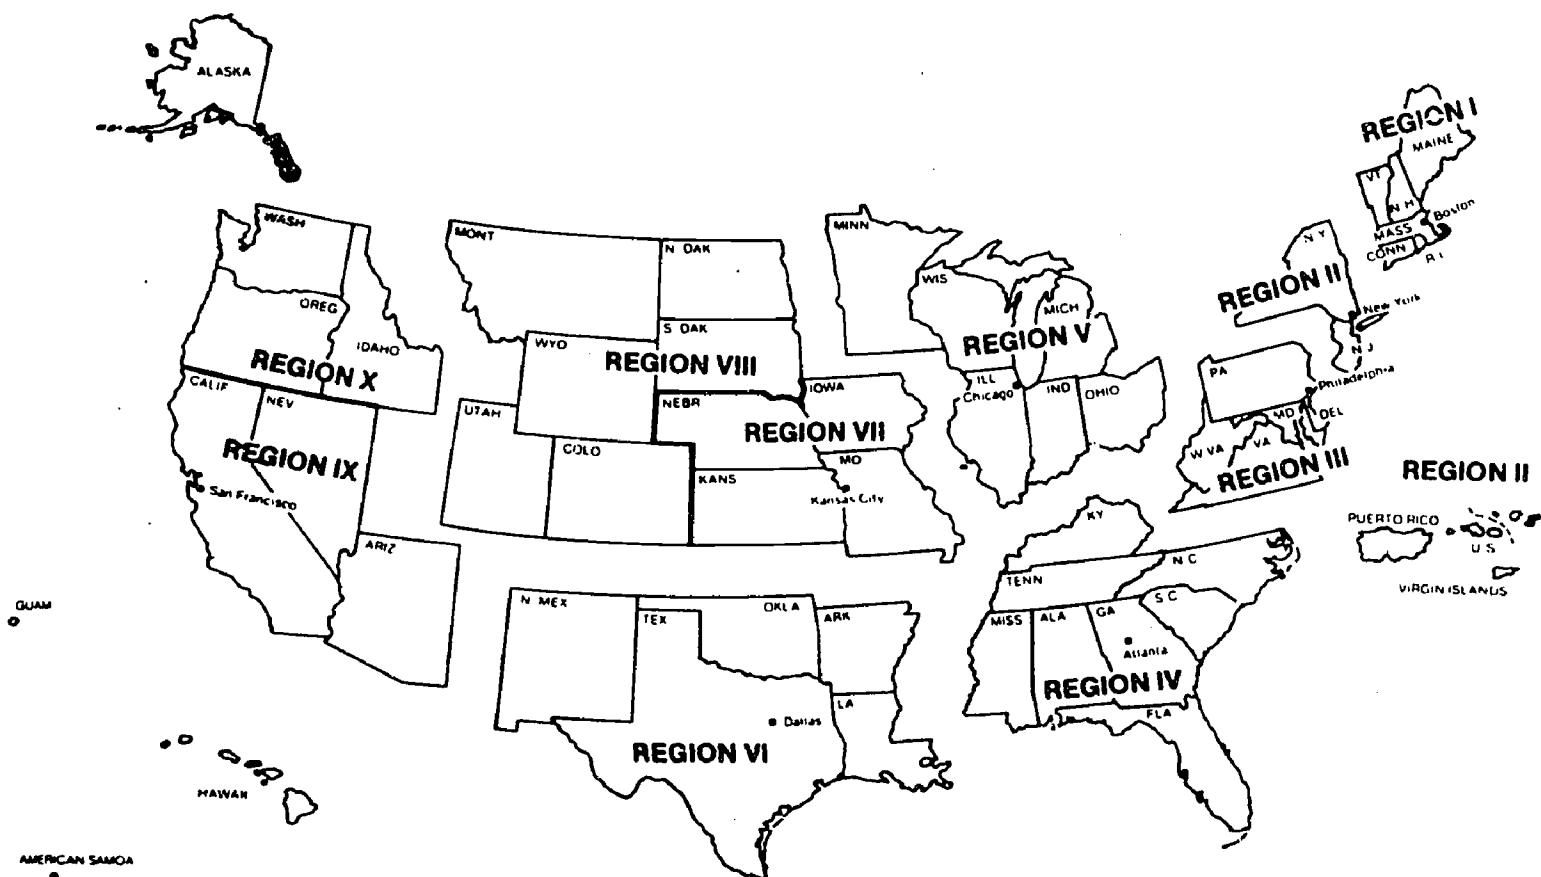 ALASKA
REGION I
MAINE
VT
N H
Boston
MASS
CONN
R I
WASH
MONT
N DAK
MINN
N Y
REGION II
WIS
MICH
New York
OREG
S DAK
REGION V
N J
IDAHO
WYO
REGION VIII
REGION X
PA
Philadelphia
CALIF
NEV
UTAH
NEBR
IOWA
ILL
Chicago
IND
OHIO
MD
DEL
REGION VII
W VA
VA
REGION III
REGION IX
COLO
MO
KANS
Kansas City
San Francisco
REGION II
PUERTO RICO
U S
VIRGIN ISLANDS
KY
ARIZ
N C
TENN
S C
GUAM
N MEX
TEX
OKLA
ARK
MISS
ALA
GA
Atlanta
REGION IV
FLA
LA
Dallas
REGION VI
HAWAII
AMERICAN SAMOA